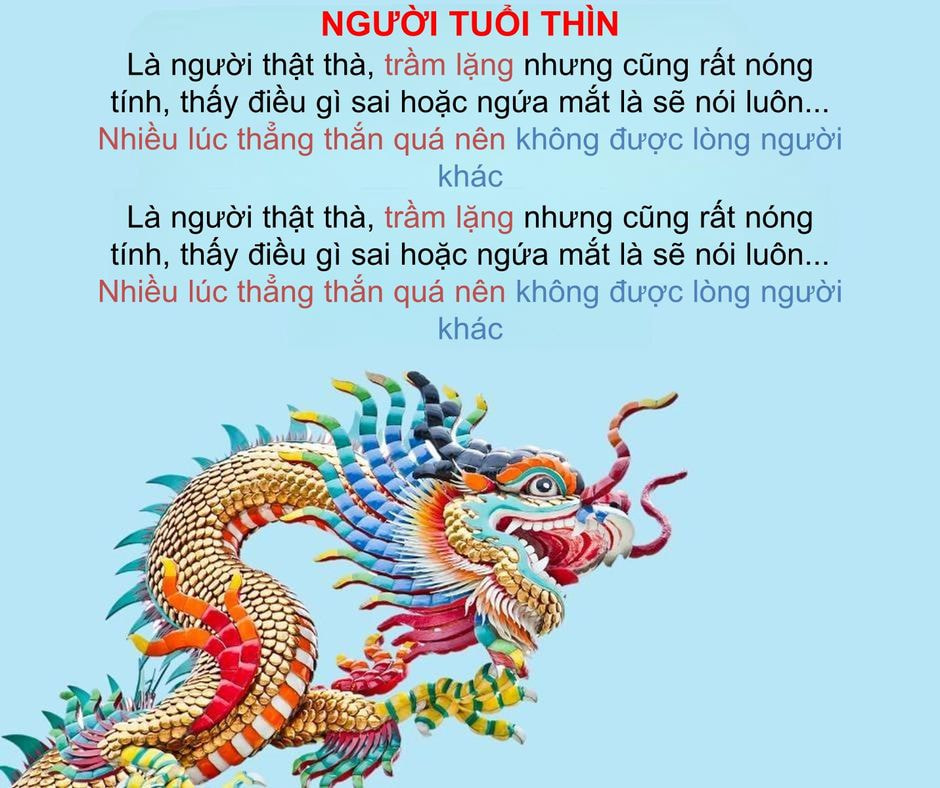 NGƯỜI TUỔI THÌN
Là người thật thà, trầm lặng nhưng cũng rất nóng
tính, thấy điều gì sai hoặc ngứa mắt là sẽ nói luôn...
Nhiều lúc thẳng thắn quá nên không được lòng người
khác
Là người thật thà, trầm lặng nhưng cũng rất nóng
tính, thấy điều gì sai hoặc ngứa mắt là sẽ nói luôn...
Nhiều lúc thẳng thắn quá nên không được lòng người
khác